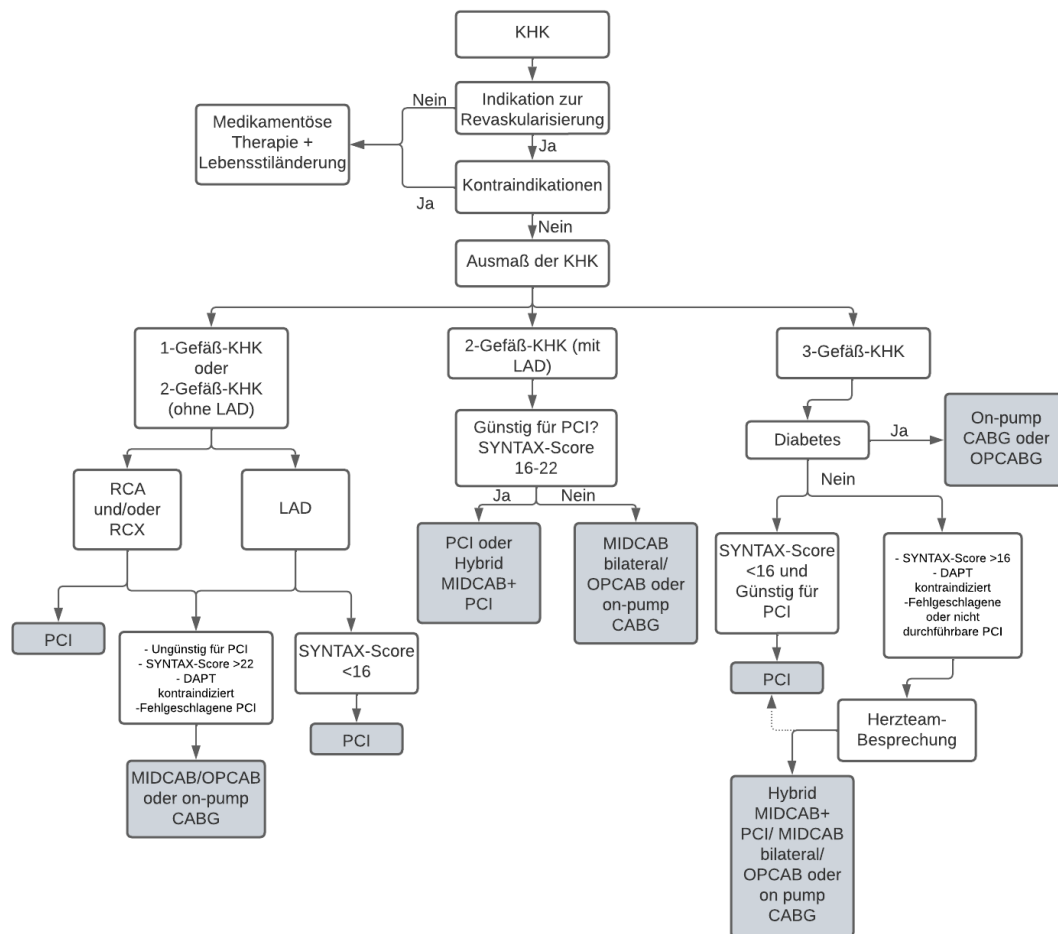 KHK
Nein
Indikation zur
Revaskularisierung
Medikamentöse
Therapie +
Lebensstiländerung
Ja
Kontraindikationen
Ja
Nein
Ausmaß der KHK
1-Gefäß-KHK
oder
2-Gefäß-KHK
(ohne LAD)
2-Gefäß-KHK (mit
LAD)
3-Gefäß-KHK
Günstig für PCI?
SYNTAX-Score
16-22
Diabetes
Ja
On-pump
CABG oder
OPCABG
RCA
und/oder
RCX
LAD
Ja
Nein
Nein
PCI oder
Hybrid
MIDCAB+
PCI
MIDCAB
bilateral/
OPCAB oder
on-pump
CABG
SYNTAX-Score
<16 und
Günstig für
PCI
- SYNTAX-Score >16
- DAPT
kontraindiziert
-Fehlgeschlagene
oder nicht
durchführbare PCI
PCI
- Ungünstig für PCI
- SYNTAX-Score >22
- DAPT
kontraindiziert
-Fehlgeschlagene PCI
SYNTAX-Score
<16
PCI
PCI
Herzteam-
Besprechung
MIDCAB/OPCAB
oder on-pump
CABG
Hybrid
MIDCAB+
PCI/ MIDCAB
bilateral/
OPCAB oder
on pump
CABG